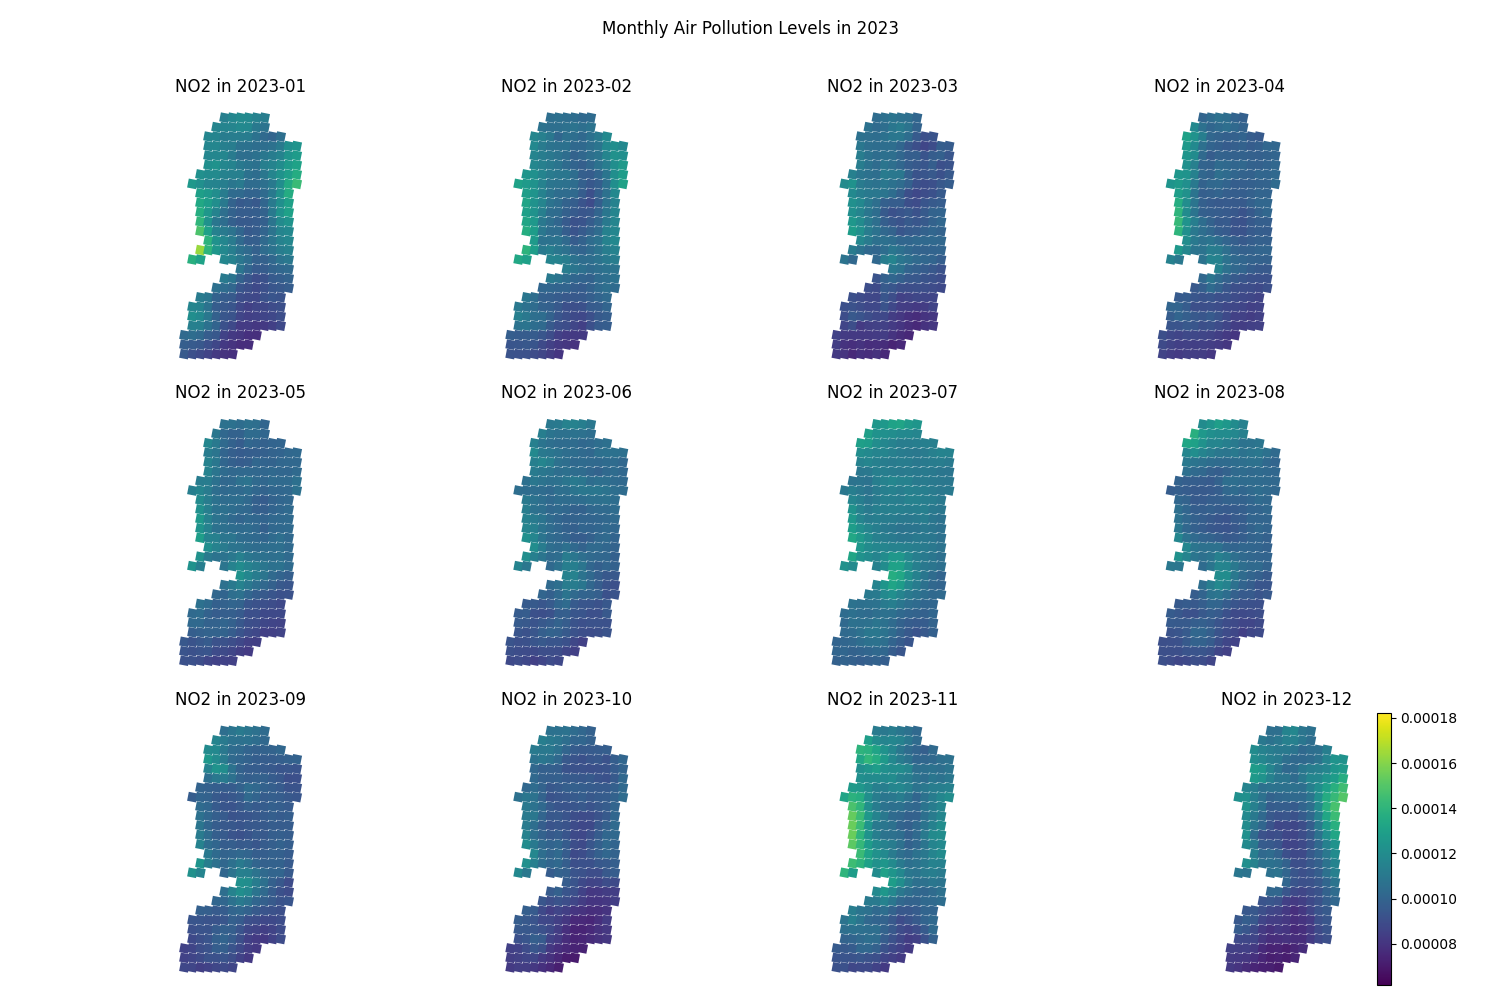 Monthly Air Pollution Levels in 2023
NO2 in 2023-01
NO2 in 2023-02
NO2 in 2023-03
NO2 in 2023-04
NO2 in 2023-05
NO2 in 2023-06
NO2 in 2023-07
NO2 in 2023-08
NO2 in 2023-09
NO2 in 2023-10
NO2 in 2023-11
NO2 in 2023-12
0.00018
0.00016
0.00014
0.00012
0.00010
0.00008